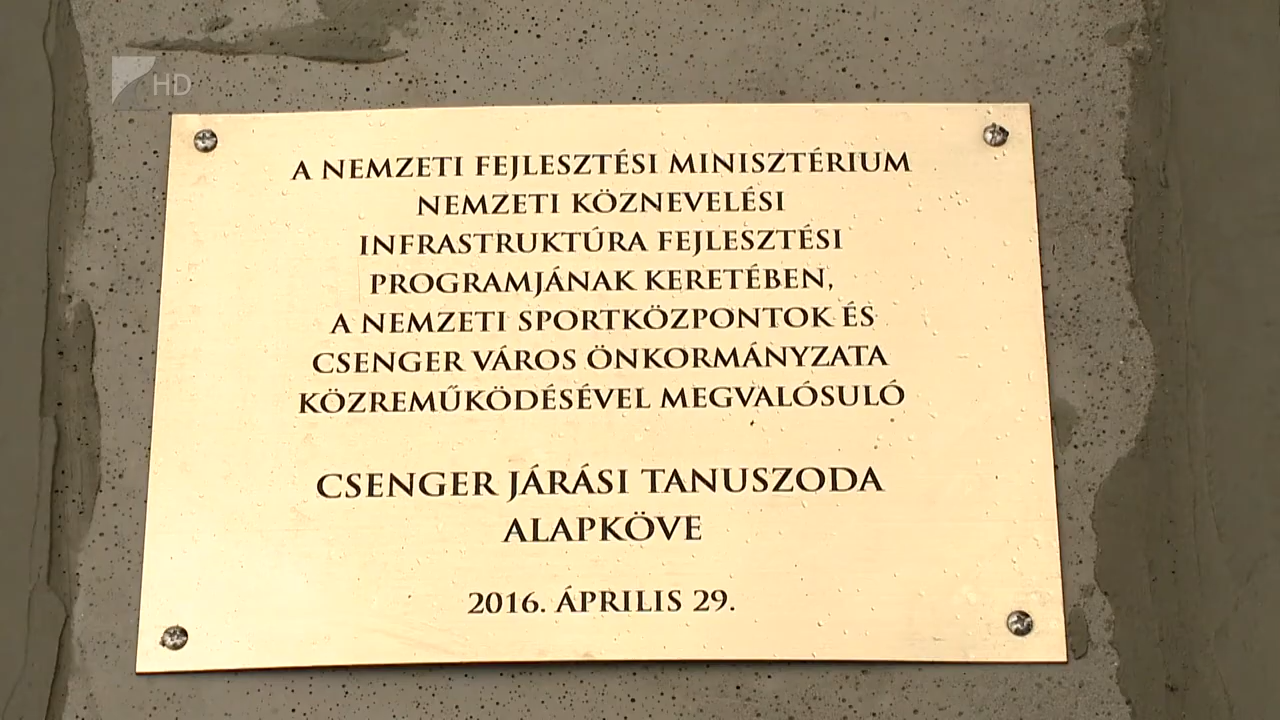 HD
A NEMZETI FEJLESZTÉSI MINISZTÉRIUM
NEMZETI KÖZNEVELÉSI
INFRASTRUKTÚRA FEJLESZTÉSI
PROGRAMJÁNAK KERETÉBEN,
A NEMZETI SPORTKÖZPONTOK ÉS
CSENGER VÁROS ÖNKORMÁNYZATA
KÖZREMŰKÖDÉSÉVEL MEGVALÓSULÓ
CSENGER JÁRÁSI TANUSZODA
ALAPKÖVE
2016. ÁPRILIS 29.